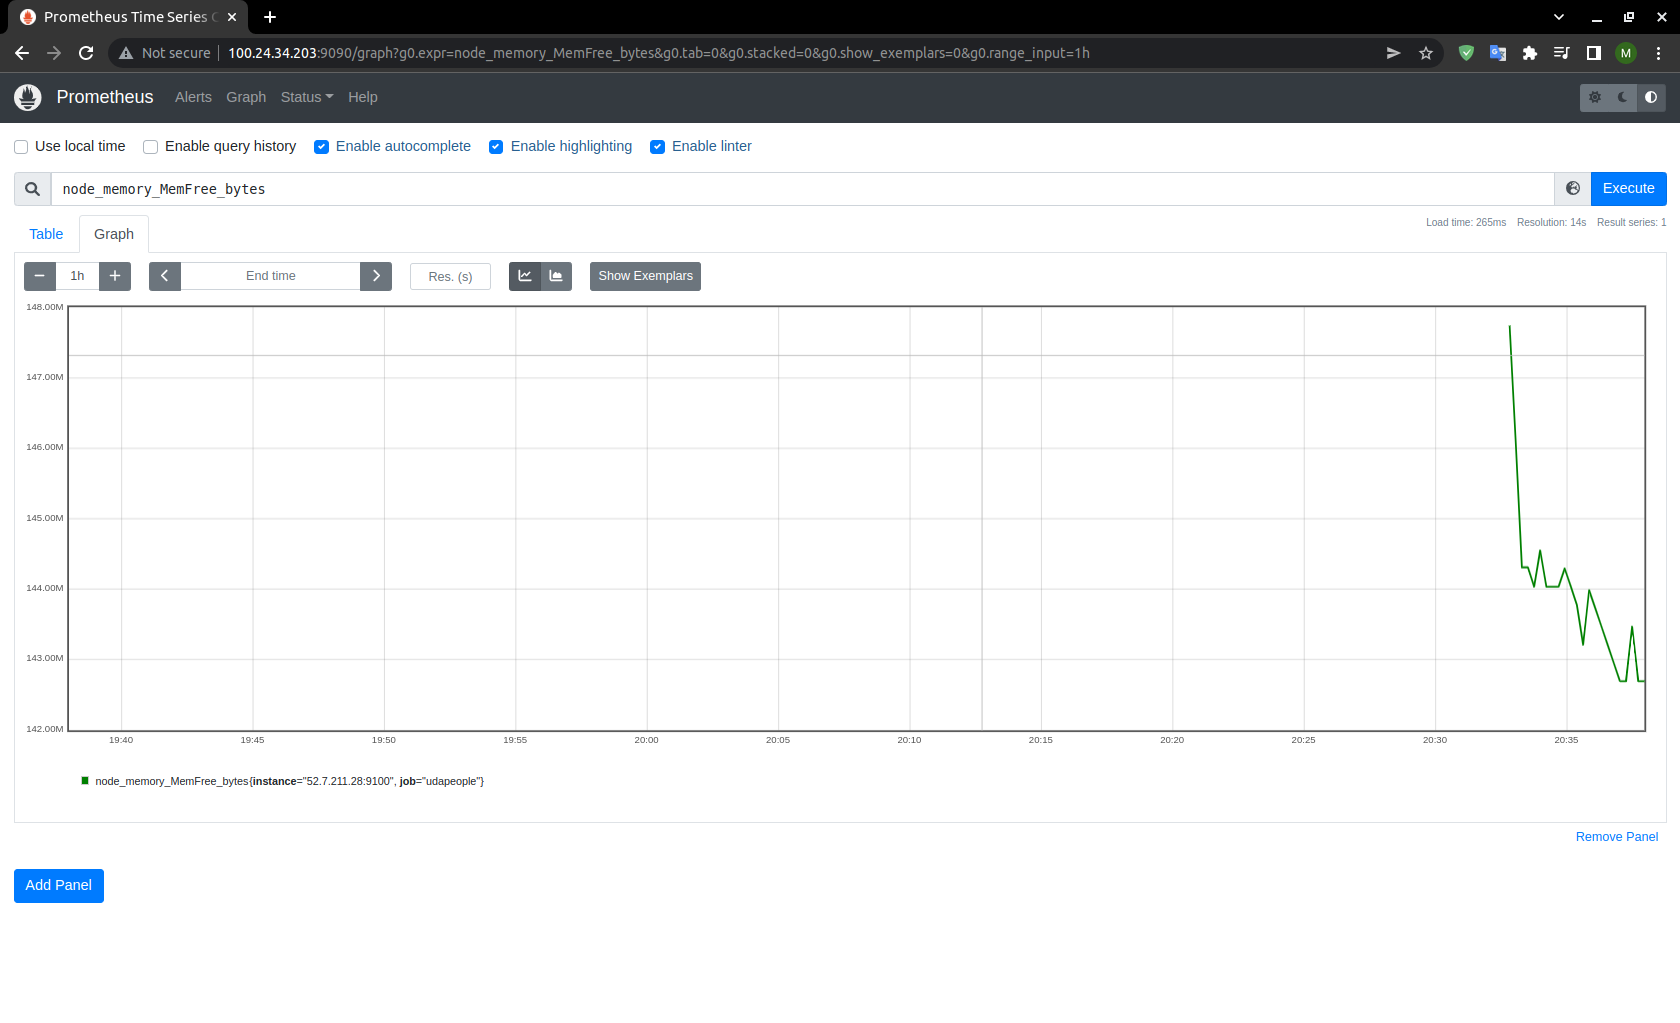 Prometheus Time Series
Not secure 100.24.34.203:9090/graph?g0.expr=node_memory_MemFree_bytes&g0.tab=0&g0.stacked=0&g0.show_exemplars=0&g0.range_input=1h
M
Prometheus Alerts Graph Status Help
Use local time Enable query history Enable autocomplete Enable highlighting Enable linter
node_memory_MemFree_bytes Execute
Load time: 265ms Resolution: 14s Result series: 1
Table Graph
− 1h + End time Res. (s) Show Exemplars
148.00M
147.00M
146.00M
145.00M
144.00M
143.00M
142.00M
19:40 19:45 19:50 19:55 20:00 20:05 20:10 20:15 20:20 20:25 20:30 20:35
node_memory_MemFree_bytes{instance="52.7.211.28:9100", job="udapeople"}
Remove Panel
Add Panel